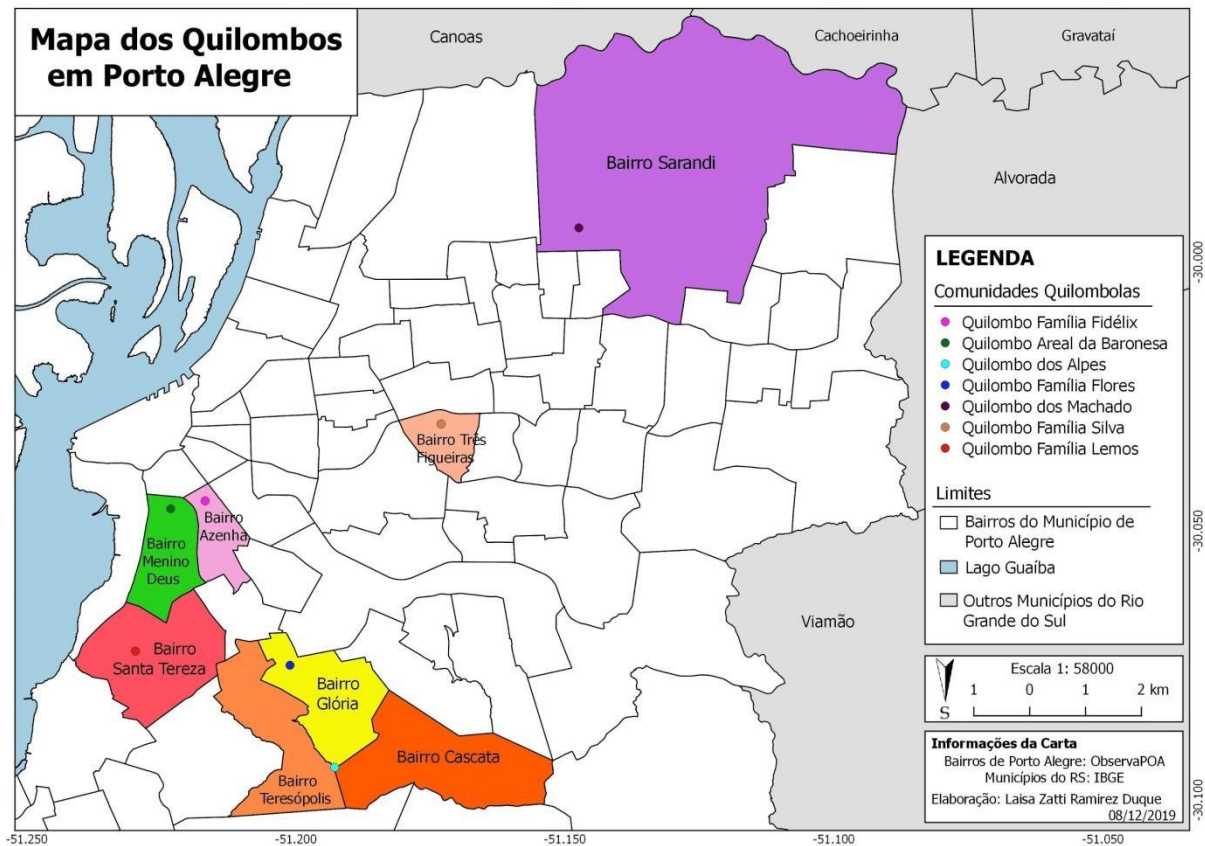 Mapa dos Quilombos
em Porto Alegre
Canoas
Cachoeirinha
Gravataí
Bairro Sarandi
Alvorada
Bairro Três
Figueiras
Bairro
Azenha
Bairro
Menino
Deus
Bairro
Santa Tereza
Bairro
Glória
Bairro Cascata
Bairro
Teresópolis
Viamão
LEGENDA
Comunidades Quilombolas
Quilombo Família Fidélix
Quilombo Areal da Baronesa
Quilombo dos Alpes
Quilombo Família Flores
Quilombo dos Machado
Quilombo Família Silva
Quilombo Família Lemos
Limites
Bairros do Município de
Porto Alegre
Lago Guaíba
Outros Municípios do Rio
Grande do Sul
Escala 1: 58000
1 0 1 2 km
S
Informações da Carta
Bairros de Porto Alegre: ObservaPOA
Municípios do RS: IBGE
Elaboração: Laisa Zatti Ramirez Duque
08/12/2019
-30.000
-30.050
-30.100
-51.250 -51.200 -51.150 -51.100 -51.050